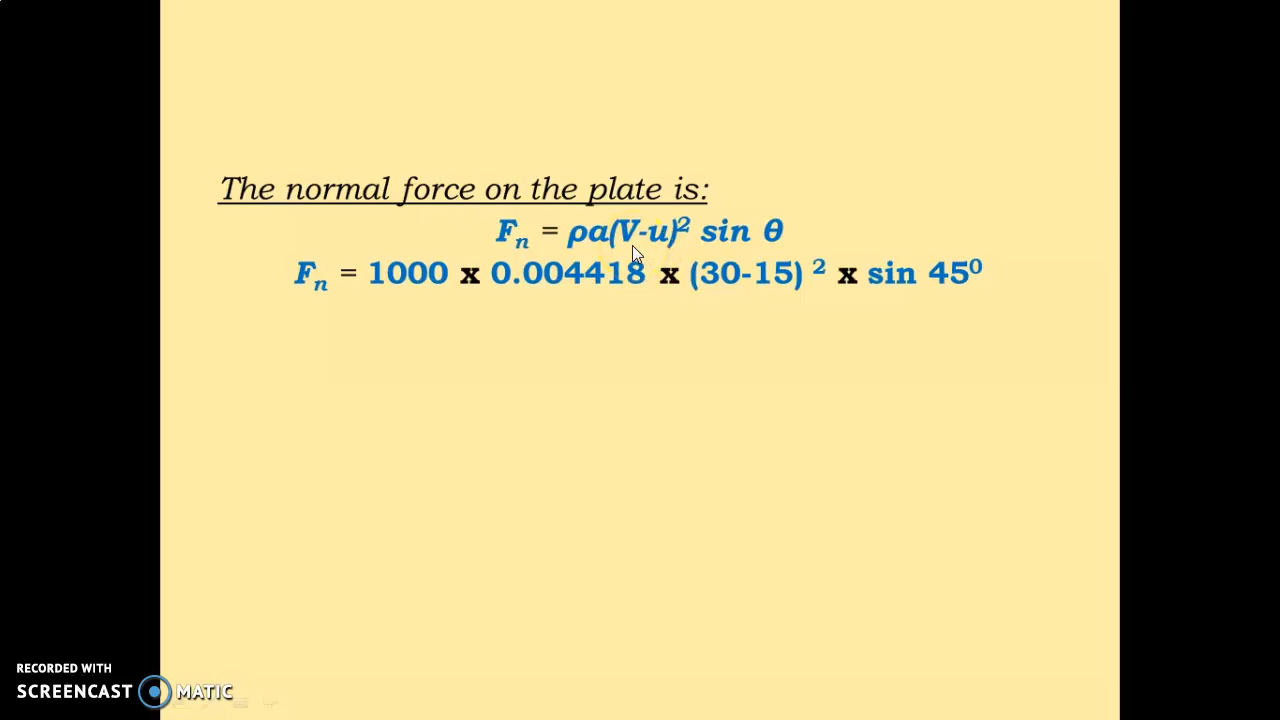 The normal force on the plate is:
Fₙ = ρa(V-u)² sin θ
Fₙ = 1000 x 0.004418 x (30-15) ² x sin 45⁰
RECORDED WITH
SCREENCAST MATIC